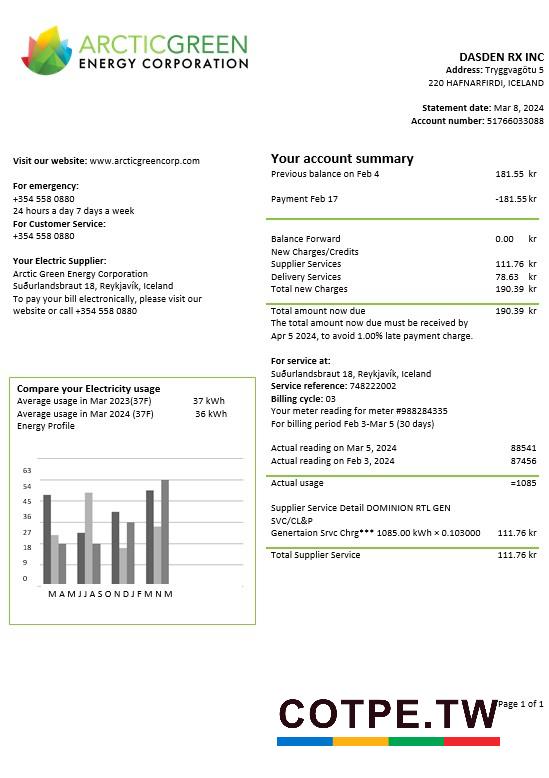 ARCTICGREEN
ENERGY CORPORATION
DASDEN RX INC
Address: Tryggvagötu 5
220 HAFNARFIRDI, ICELAND
Statement date: Mar 8, 2024
Account number: 51766033088
Visit our website: www.arcticgreencorp.com
For emergency:
+354 558 0880
24 hours a day 7 days a week
For Customer Service:
+354 558 0880
Your Electric Supplier:
Arctic Green Energy Corporation
Suðurlandsbraut 18, Reykjavík, Iceland
To pay your bill electronically, please visit our
website or call +354 558 0880
Your account summary
Previous balance on Feb 4 181.55 kr
Payment Feb 17 -181.55 kr
Balance Forward 0.00 kr
New Charges/Credits
Supplier Services 111.76 kr
Delivery Services 78.63 kr
Total new Charges 190.39 kr
Total amount now due 190.39 kr
The total amount now due must be received by
Apr 5 2024, to avoid 1.00% late payment charge.
For service at:
Suðurlandsbraut 18, Reykjavík, Iceland
Service reference: 748222002
Billing cycle: 03
Your meter reading for meter #988284335
For billing period Feb 3-Mar 5 (30 days)
Actual reading on Mar 5, 2024 88541
Actual reading on Feb 3, 2024 87456
Actual usage =1085
Supplier Service Detail DOMINION RTL GEN
SVC/CL&P
Genertaion Srvc Chrg*** 1085.00 kWh × 0.103000 111.76 kr
Total Supplier Service 111.76 kr
Compare your Electricity usage
Average usage in Mar 2023(37F) 37 kWh
Average usage in Mar 2024 (37F) 36 kWh
Energy Profile
63
54
45
36
27
18
9
0
M A M J J A S O N D J F M N M
COTPE.TW
Page 1 of 1